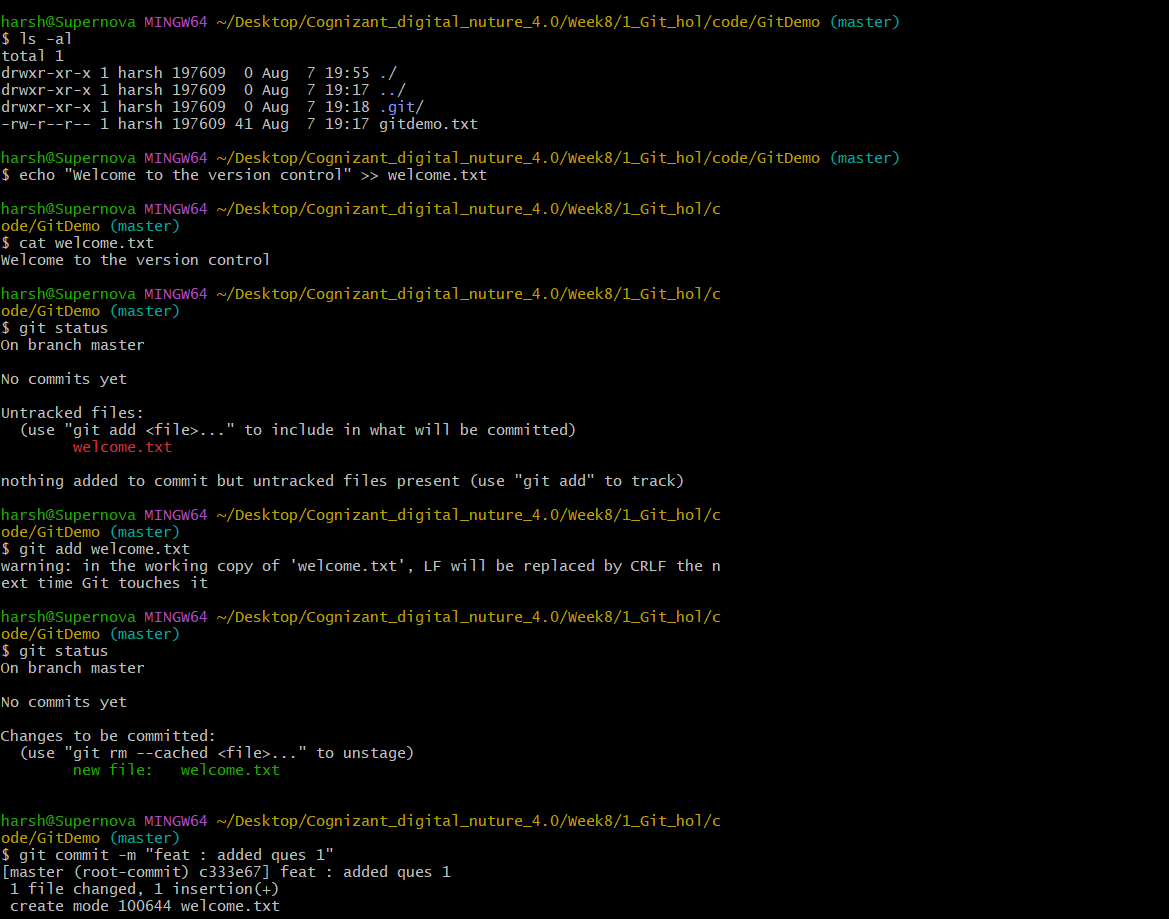 harsh@Supernova MINGW64 ~/Desktop/Cognizant_digital_nuture_4.0/Week8/1_Git_hol/code/GitDemo (master)
$ ls -al
total 1
drwxr-xr-x 1 harsh 197609  0 Aug  7 19:55 ./
drwxr-xr-x 1 harsh 197609  0 Aug  7 19:17 ../
drwxr-xr-x 1 harsh 197609  0 Aug  7 19:18 .git/
-rw-r--r-- 1 harsh 197609 41 Aug  7 19:17 gitdemo.txt

harsh@Supernova MINGW64 ~/Desktop/Cognizant_digital_nuture_4.0/Week8/1_Git_hol/code/GitDemo (master)
$ echo "Welcome to the version control" >> welcome.txt

harsh@Supernova MINGW64 ~/Desktop/Cognizant_digital_nuture_4.0/Week8/1_Git_hol/c
ode/GitDemo (master)
$ cat welcome.txt
Welcome to the version control

harsh@Supernova MINGW64 ~/Desktop/Cognizant_digital_nuture_4.0/Week8/1_Git_hol/c
ode/GitDemo (master)
$ git status
On branch master

No commits yet

Untracked files:
  (use "git add <file>..." to include in what will be committed)
        welcome.txt

nothing added to commit but untracked files present (use "git add" to track)

harsh@Supernova MINGW64 ~/Desktop/Cognizant_digital_nuture_4.0/Week8/1_Git_hol/c
ode/GitDemo (master)
$ git add welcome.txt
warning: in the working copy of 'welcome.txt', LF will be replaced by CRLF the n
ext time Git touches it

harsh@Supernova MINGW64 ~/Desktop/Cognizant_digital_nuture_4.0/Week8/1_Git_hol/c
ode/GitDemo (master)
$ git status
On branch master

No commits yet

Changes to be committed:
  (use "git rm --cached <file>..." to unstage)
        new file:   welcome.txt


harsh@Supernova MINGW64 ~/Desktop/Cognizant_digital_nuture_4.0/Week8/1_Git_hol/c
ode/GitDemo (master)
$ git commit -m "feat : added ques 1"
[master (root-commit) c333e67] feat : added ques 1
 1 file changed, 1 insertion(+)
 create mode 100644 welcome.txt